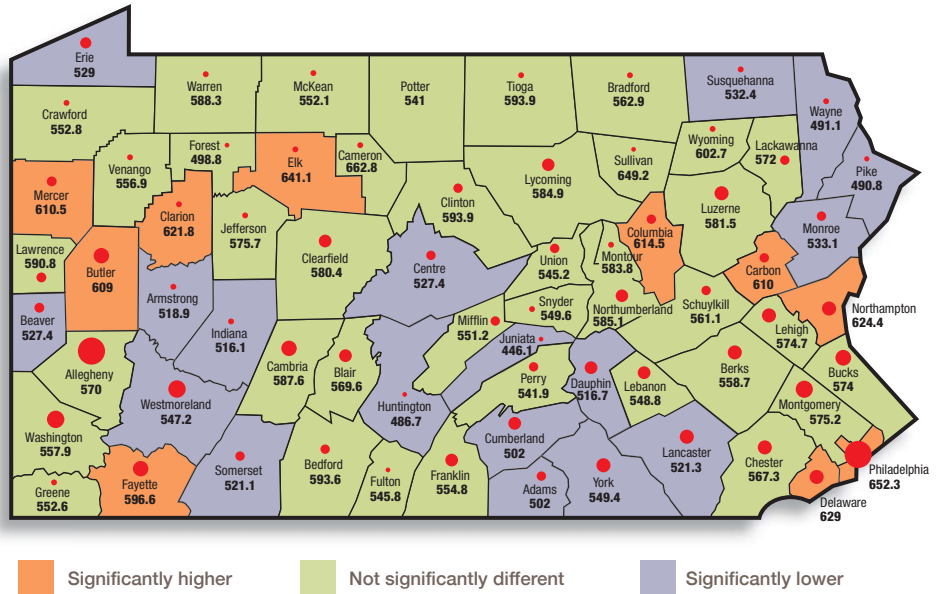 Erie
529
Warren
588.3
McKean
552.1
Potter
541
Tioga
593.9
Bradford
562.9
Susquehanna
532.4
Wayne
491.1
Crawford
552.8
Forest
498.8
Venango
556.9
Elk
641.1
Cameron
662.8
Sullivan
649.2
Wyoming
602.7
Lackawanna
572
Pike
490.8
Mercer
610.5
Clarion
621.8
Jefferson
575.7
Clinton
593.9
Lycoming
584.9
Luzerne
581.5
Monroe
533.1
Columbia
614.5
Lawrence
590.8
Butler
609
Clearfield
580.4
Centre
527.4
Union
545.2
Montour
583.8
Carbon
610
Armstrong
518.9
Beaver
527.4
Indiana
516.1
Snyder
549.6
Northumberland
585.1
Schuylkill
561.1
Northampton
624.4
Mifflin
551.2
Juniata
446.1
Lehigh
574.7
Allegheny
570
Cambria
587.6
Blair
569.6
Perry
541.9
Dauphin
516.7
Lebanon
548.8
Berks
558.7
Bucks
574
Westmoreland
547.2
Huntington
486.7
Montgomery
575.2
Washington
557.9
Cumberland
502
Lancaster
521.3
Fayette
596.6
Somerset
521.1
Bedford
593.6
Fulton
545.8
Franklin
554.8
Adams
502
York
549.4
Chester
567.3
Philadelphia
652.3
Greene
552.6
Delaware
629
Significantly higher
Not significantly different
Significantly lower